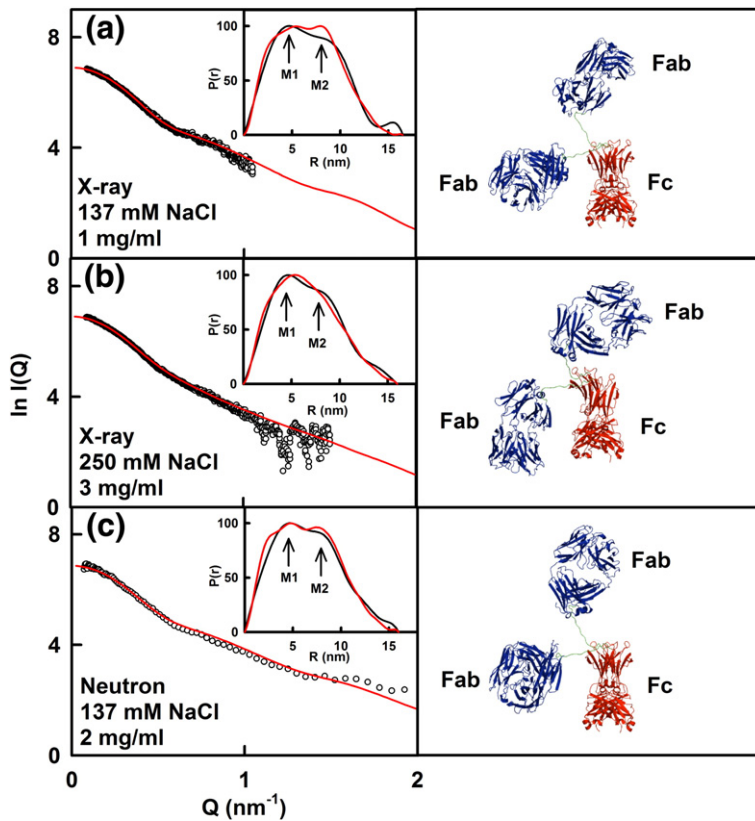 (a)
8
4
0
X-ray
137 mM NaCl
1 mg/ml
100
50
0
P(r)
M1
M2
5 10 15
R (nm)
Fab
Fab
Fc
(b)
8
4
0
X-ray
250 mM NaCl
3 mg/ml
100
50
0
P(r)
M1
M2
5 10 15
R (nm)
Fab
Fab
Fc
(c)
8
4
0
Neutron
137 mM NaCl
2 mg/ml
100
50
0
P(r)
M1
M2
5 10 15
R (nm)
Fab
Fab
Fc
ln I(Q)
0 1 2
Q (nm⁻¹)